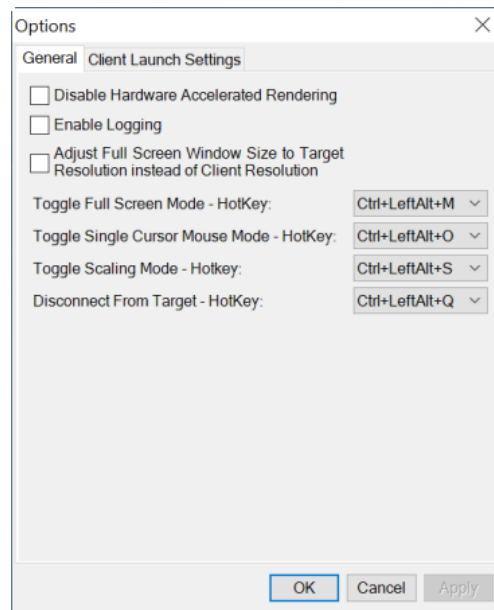 Options
General Client Launch Settings
Disable Hardware Accelerated Rendering
Enable Logging
Adjust Full Screen Window Size to Target
Resolution instead of Client Resolution
Toggle Full Screen Mode - HotKey: Ctrl+LeftAlt+M
Toggle Single Cursor Mouse Mode - HotKey: Ctrl+LeftAlt+O
Toggle Scaling Mode - Hotkey: Ctrl+LeftAlt+S
Disconnect From Target - HotKey: Ctrl+LeftAlt+Q
OK Cancel Apply